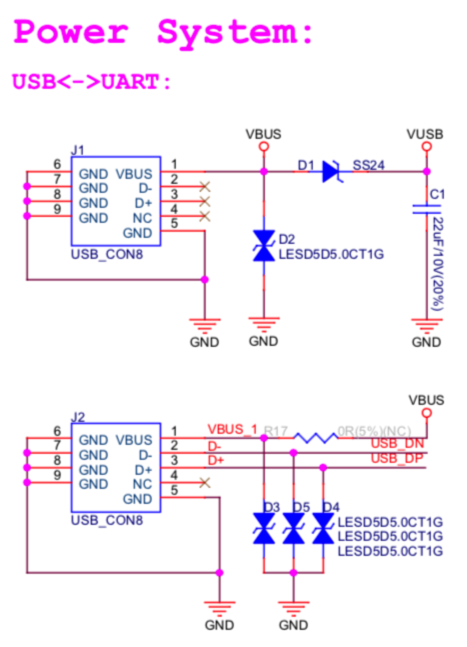 Power System:
USB<->UART:
VBUS
VUSB
J1
D1
SS24
6
GND
VBUS
1
7
GND
D-
2
8
GND
D+
3
9
GND
NC
4
GND
5
USB_CON8
C1
22uF/10V(20%)
D2
LESD5D5.0CT1G
GND
GND
GND
VBUS
J2
VBUS_1
R17
0R(5%)(NC)
6
GND
VBUS
1
7
GND
D-
2
D-
USB_DN
8
GND
D+
3
D+
USB_DP
9
GND
NC
4
GND
5
USB_CON8
D3
D5
D4
LESD5D5.0CT1G
LESD5D5.0CT1G
LESD5D5.0CT1G
GND
GND